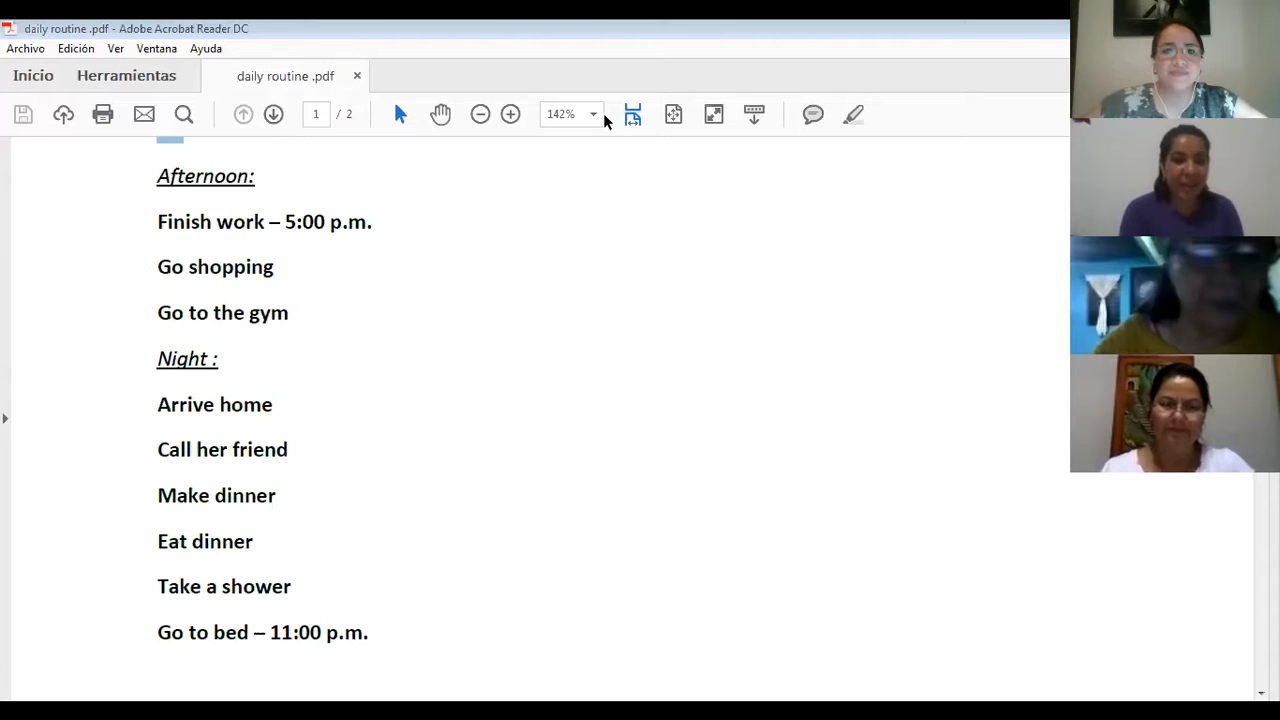 daily routine .pdf - Adobe Acrobat Reader DC
Archivo Edición Ver Ventana Ayuda
Inicio Herramientas daily routine .pdf ×
1 / 2 142%
Afternoon:
Finish work – 5:00 p.m.
Go shopping
Go to the gym
Night :
Arrive home
Call her friend
Make dinner
Eat dinner
Take a shower
Go to bed – 11:00 p.m.